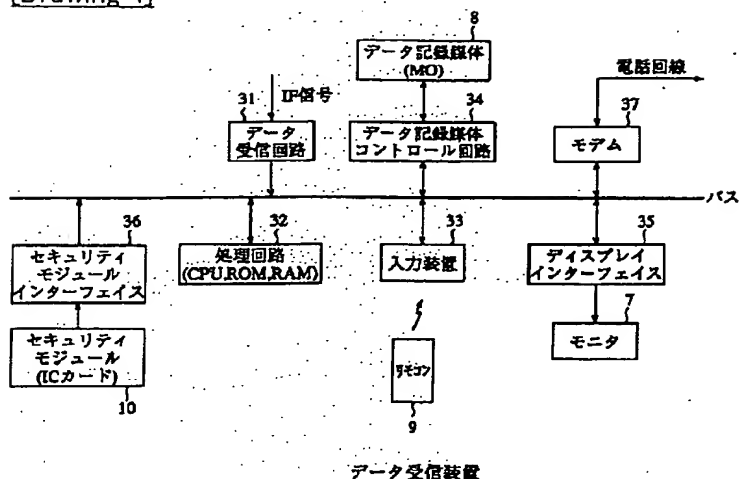 8
データ記録媒体
(MO)
電話回線
31
IF信号
34
37
データ
受信回路
データ記録媒体
コントロール回路
モデム
バス
36
32
33
35
セキュリティ
モジュール
インターフェイス
処理回路
(CPU,ROM,RAM)
入力装置
ディスプレイ
インターフェイス
7
セキュリティ
モジュール
(ICカード)
リモコン
モニタ
10
9
データ受信装置